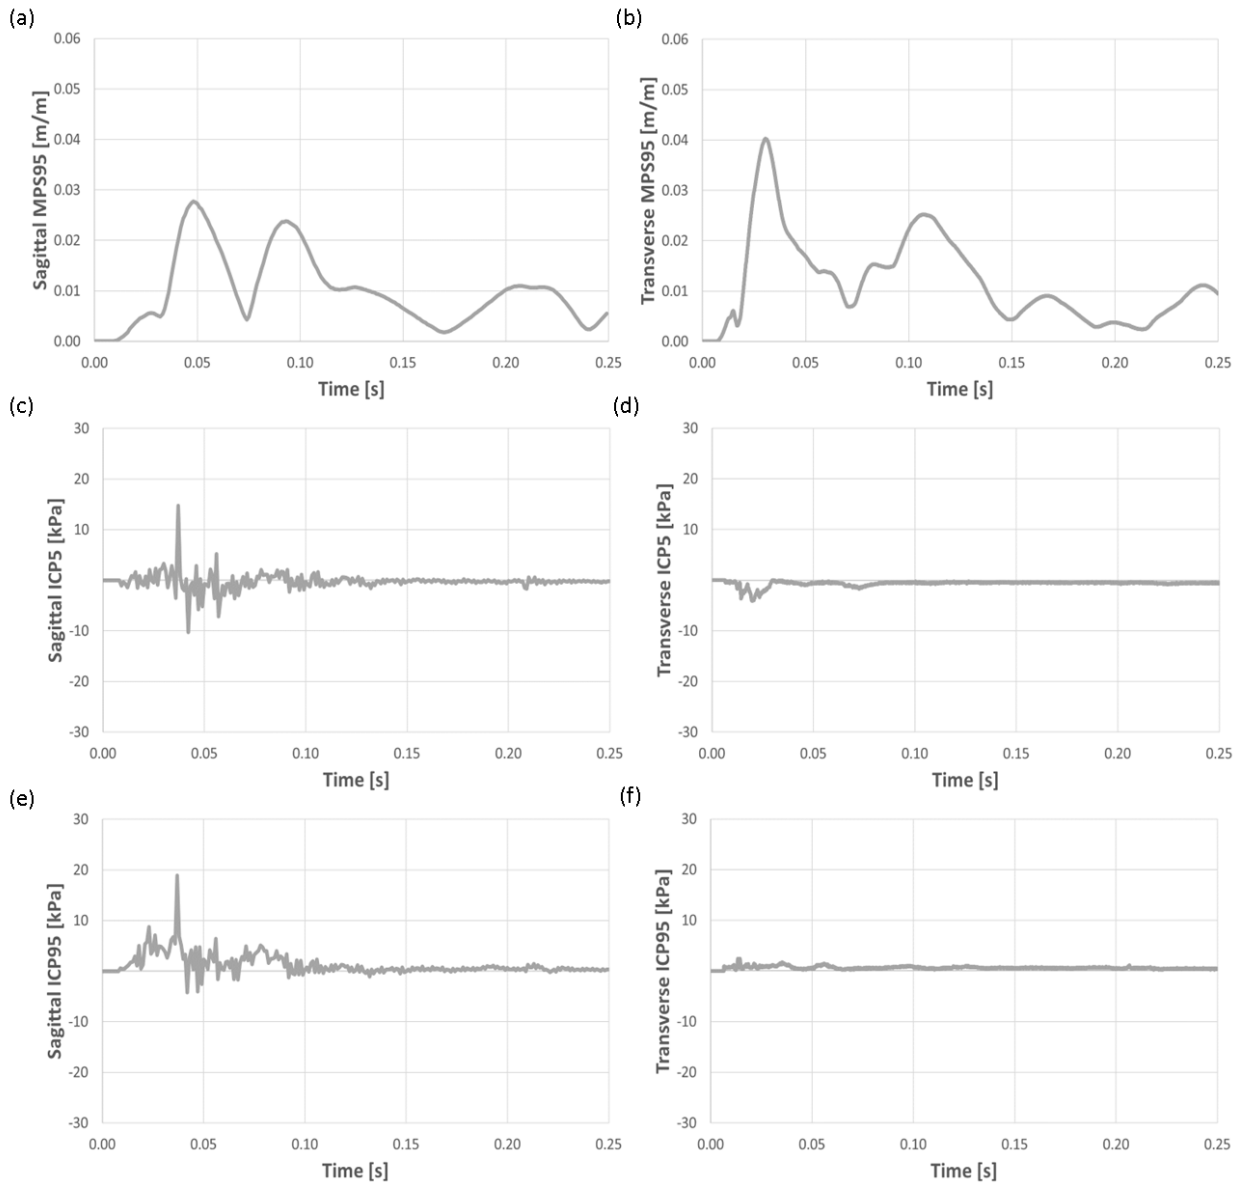 (a)
0.06
0.05
0.04
0.03
0.02
0.01
0.00
Sagittal MPS95 [m/m]
0.00 0.05 0.10 0.15 0.20 0.25
Time [s]
(b)
0.06
0.05
0.04
0.03
0.02
0.01
0.00
Transverse MPS95 [m/m]
0.00 0.05 0.10 0.15 0.20 0.25
Time [s]
(c)
30
20
10
0
-10
-20
-30
Sagittal ICP5 [kPa]
0.00 0.05 0.10 0.15 0.20 0.25
Time [s]
(d)
30
20
10
0
-10
-20
-30
Transverse ICP5 [kPa]
0.00 0.05 0.10 0.15 0.20 0.25
Time [s]
(e)
30
20
10
0
-10
-20
-30
Sagittal ICP95 [kPa]
0.00 0.05 0.10 0.15 0.20 0.25
Time [s]
(f)
30
20
10
0
-10
-20
-30
Transverse ICP95 [kPa]
0.00 0.05 0.10 0.15 0.20 0.25
Time [s]